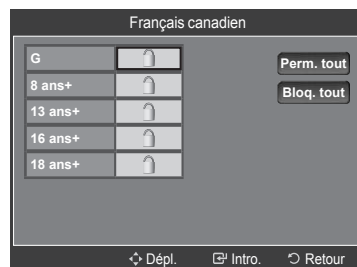 Français canadien
G
Perm. tout
8 ans+
Bloq. tout
13 ans+
16 ans+
18 ans+
Dépl. Intro. Retour